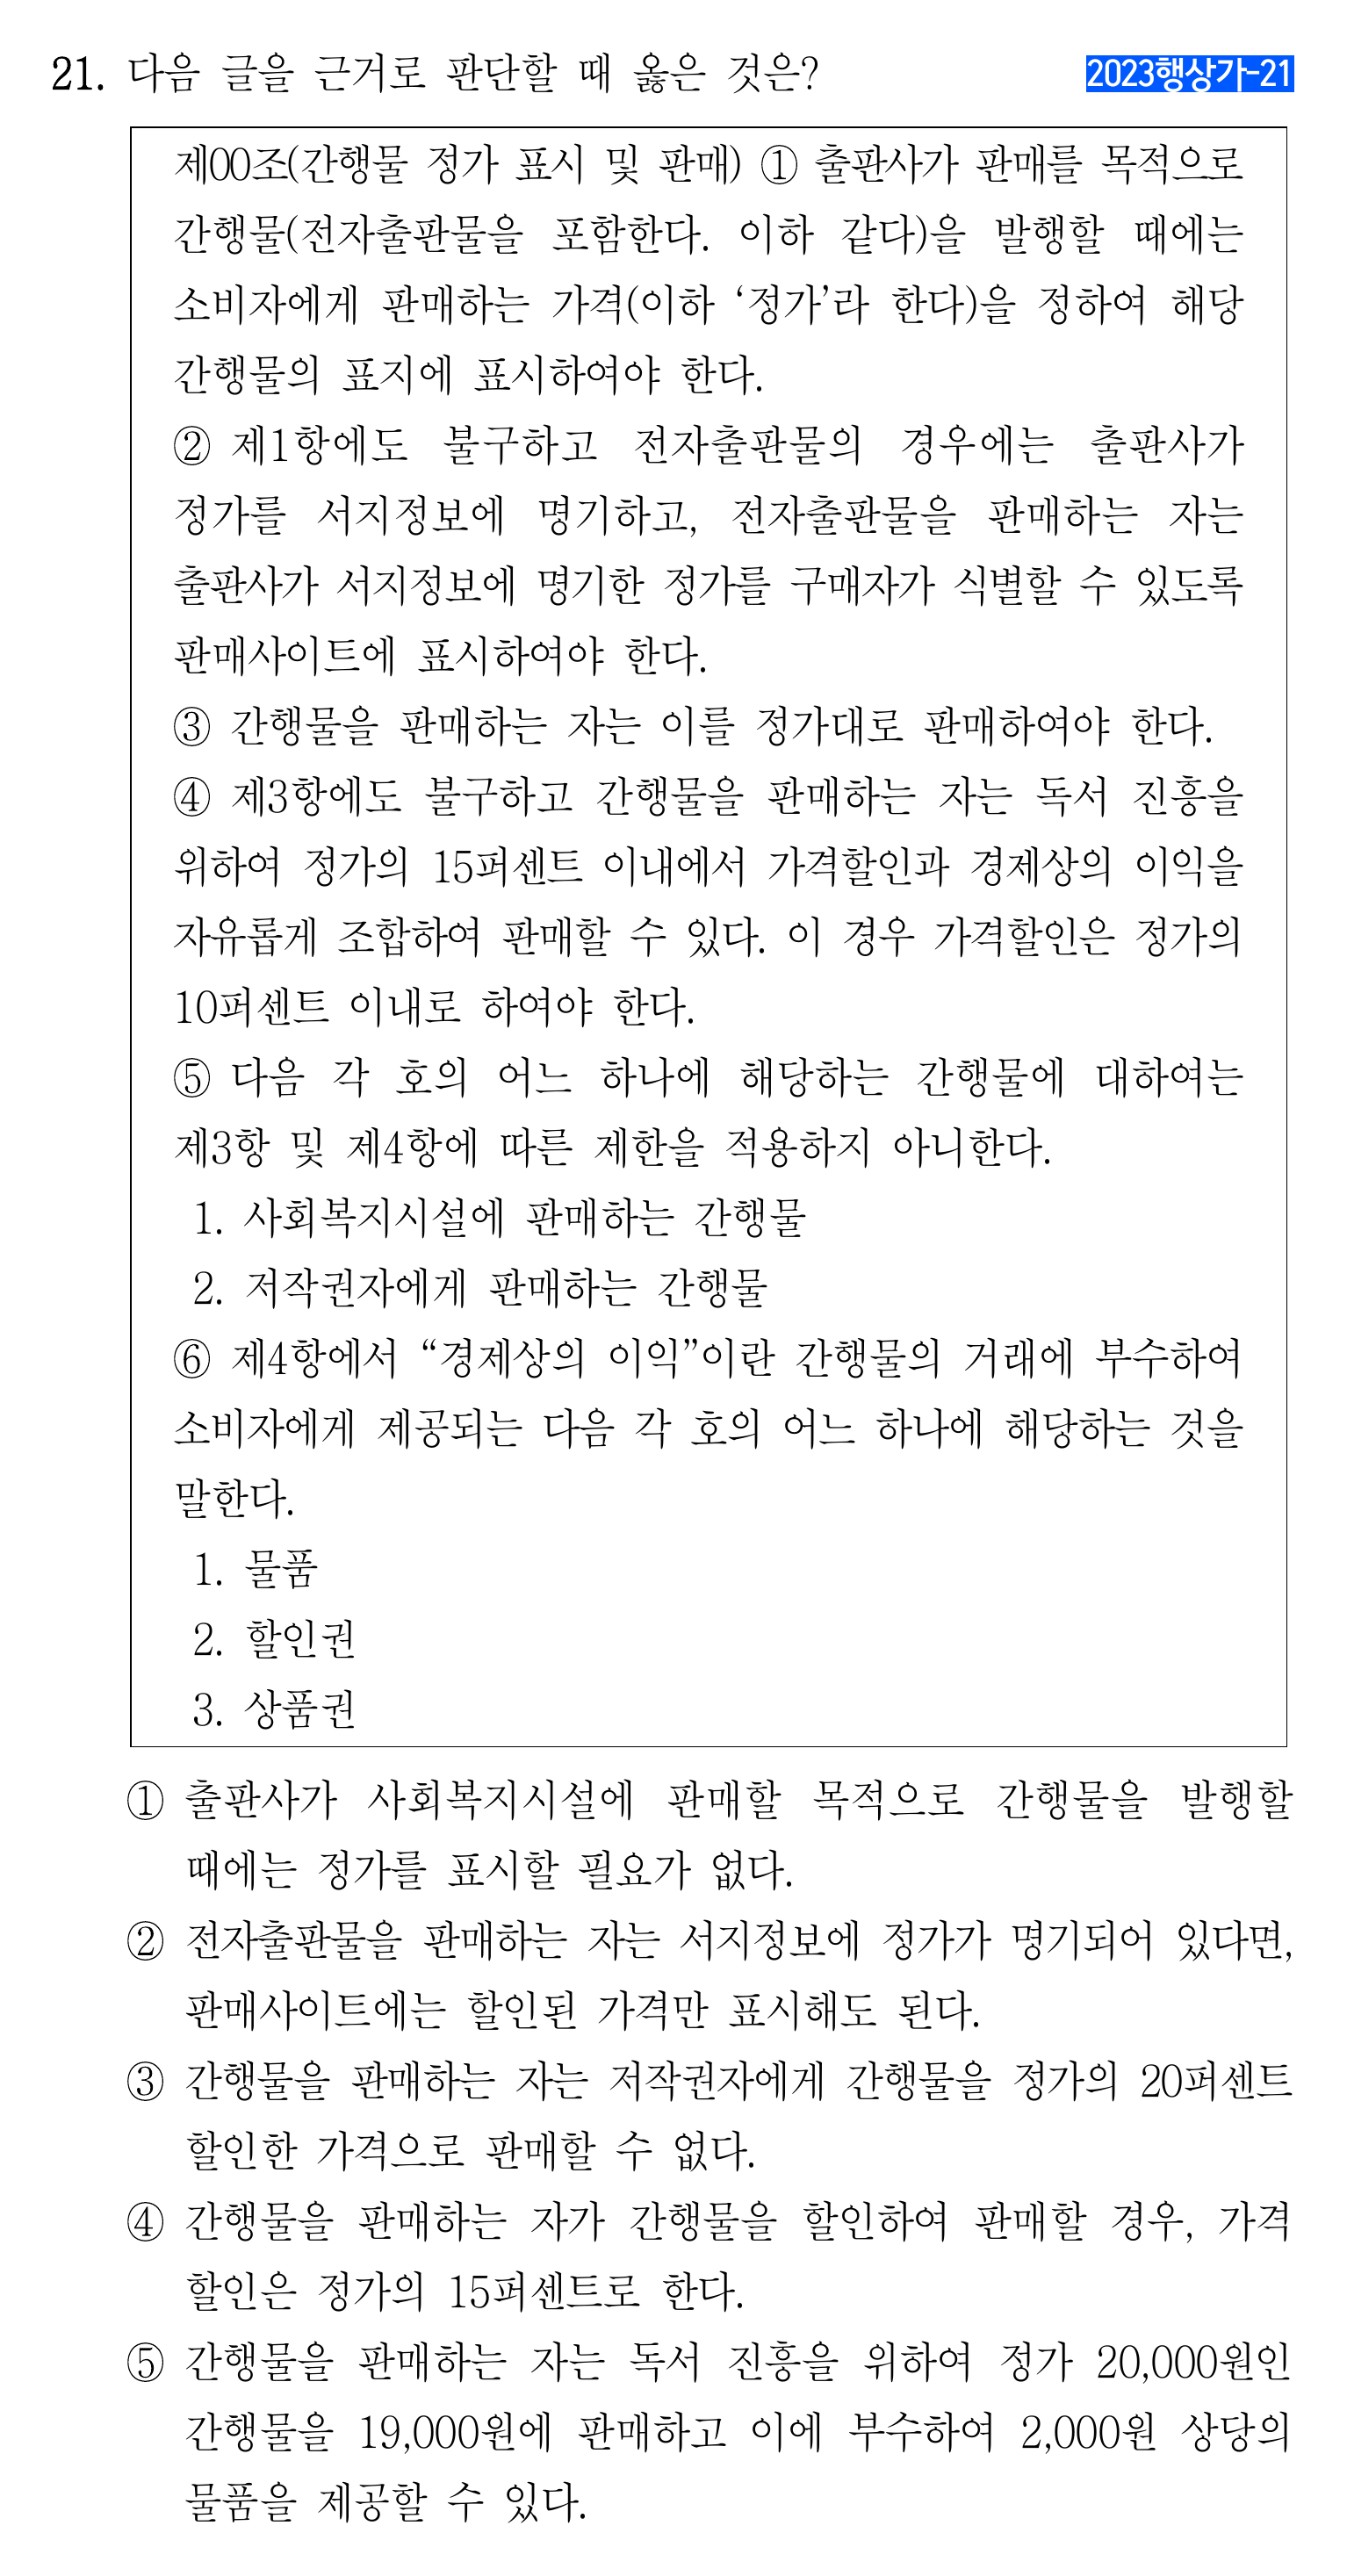 21. 다음 글을 근거로 판단할 때 옳은 것은?
2023행상가-21
제00조(간행물 정가 표시 및 판매) ① 출판사가 판매를 목적으로
간행물(전자출판물을 포함한다. 이하 같다)을 발행할 때에는
소비자에게 판매하는 가격(이하 ‘정가’라 한다)을 정하여 해당
간행물의 표지에 표시하여야 한다.
② 제1항에도 불구하고 전자출판물의 경우에는 출판사가
정가를 서지정보에 명기하고, 전자출판물을 판매하는 자는
출판사가 서지정보에 명기한 정가를 구매자가 식별할 수 있도록
판매사이트에 표시하여야 한다.
③ 간행물을 판매하는 자는 이를 정가대로 판매하여야 한다.
④ 제3항에도 불구하고 간행물을 판매하는 자는 독서 진흥을
위하여 정가의 15퍼센트 이내에서 가격할인과 경제상의 이익을
자유롭게 조합하여 판매할 수 있다. 이 경우 가격할인은 정가의
10퍼센트 이내로 하여야 한다.
⑤ 다음 각 호의 어느 하나에 해당하는 간행물에 대하여는
제3항 및 제4항에 따른 제한을 적용하지 아니한다.
1. 사회복지시설에 판매하는 간행물
2. 저작권자에게 판매하는 간행물
⑥ 제4항에서 “경제상의 이익”이란 간행물의 거래에 부수하여
소비자에게 제공되는 다음 각 호의 어느 하나에 해당하는 것을
말한다.
1. 물품
2. 할인권
3. 상품권
① 출판사가 사회복지시설에 판매할 목적으로 간행물을 발행할
때에는 정가를 표시할 필요가 없다.
② 전자출판물을 판매하는 자는 서지정보에 정가가 명기되어 있다면,
판매사이트에는 할인된 가격만 표시해도 된다.
③ 간행물을 판매하는 자는 저작권자에게 간행물을 정가의 20퍼센트
할인한 가격으로 판매할 수 없다.
④ 간행물을 판매하는 자가 간행물을 할인하여 판매할 경우, 가격
할인은 정가의 15퍼센트로 한다.
⑤ 간행물을 판매하는 자는 독서 진흥을 위하여 정가 20,000원인
간행물을 19,000원에 판매하고 이에 부수하여 2,000원 상당의
물품을 제공할 수 있다.